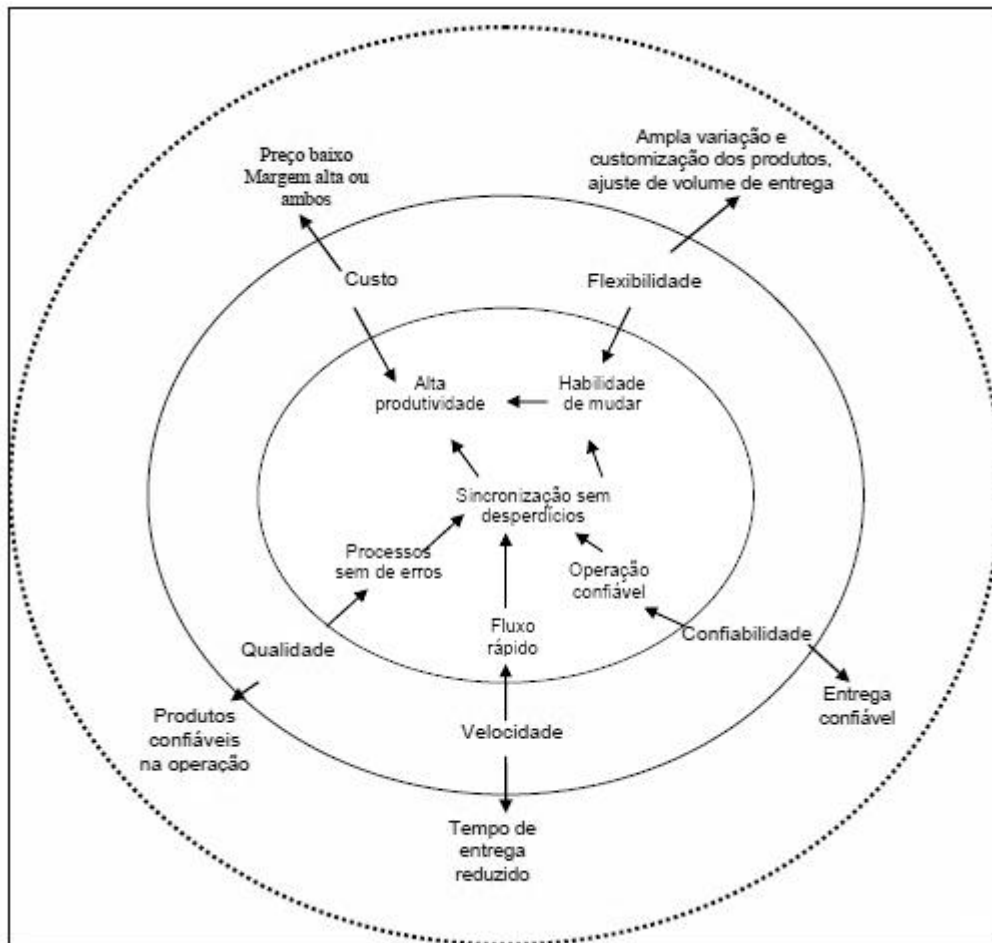 Ampla variação e
customização dos produtos,
ajuste de volume de entrega
Preço baixo
Margem alta ou
ambos
Custo
Flexibilidade
Alta
produtividade
Habilidade
de mudar
Sincronização sem
desperdícios
Processos
sem de erros
Operação
confiável
Fluxo
rápido
Qualidade
Confiabilidade
Produtos
confiáveis
na operação
Velocidade
Entrega
confiável
Tempo de
entrega
reduzido